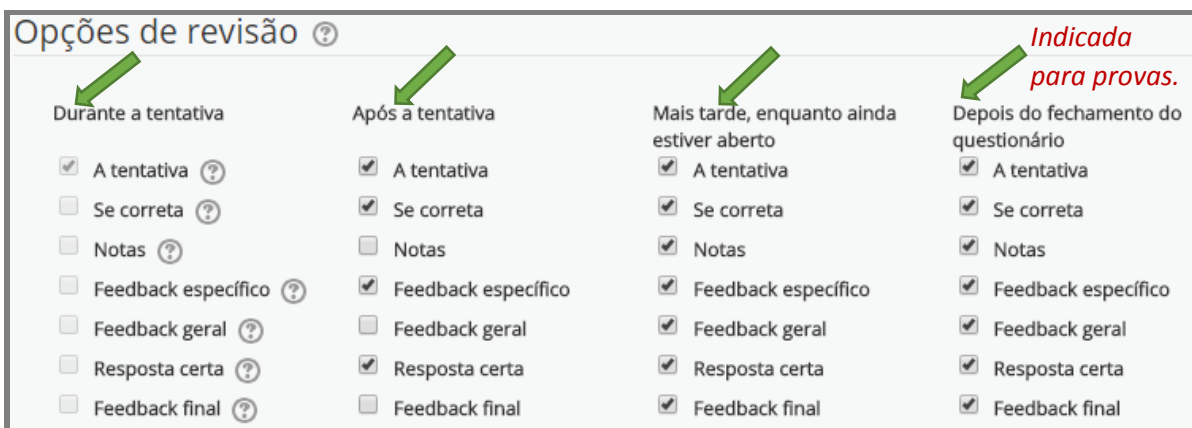 Opções de revisão
Indicada
para provas.
Durante a tentativa
A tentativa
Se correta
Notas
Feedback específico
Feedback geral
Resposta certa
Feedback final
Após a tentativa
A tentativa
Se correta
Notas
Feedback específico
Feedback geral
Resposta certa
Feedback final
Mais tarde, enquanto ainda
estiver aberto
A tentativa
Se correta
Notas
Feedback específico
Feedback geral
Resposta certa
Feedback final
Depois do fechamento do
questionário
A tentativa
Se correta
Notas
Feedback específico
Feedback geral
Resposta certa
Feedback final